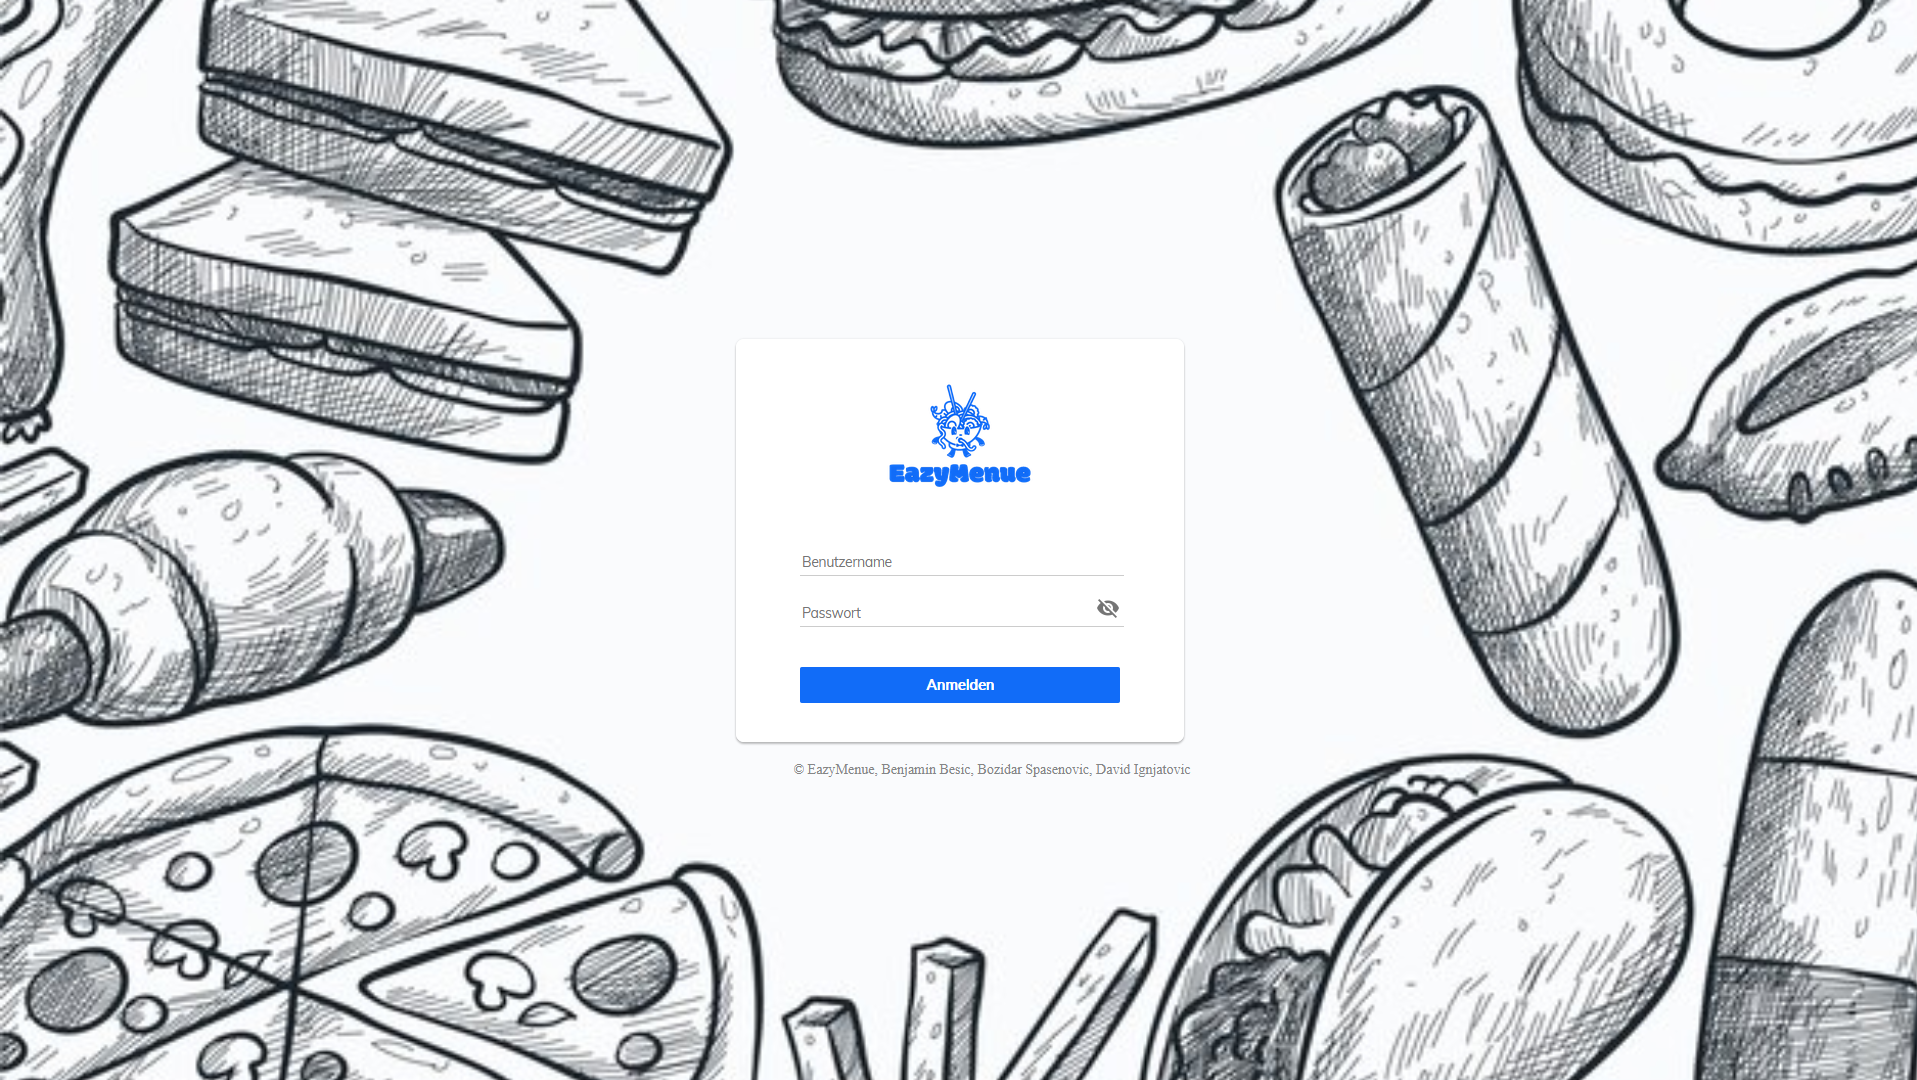 EazyMenue
Benutzername
Passwort
Anmelden
© EazyMenue, Benjamin Besic, Bozidar Spasenovic, David Ignjatovic